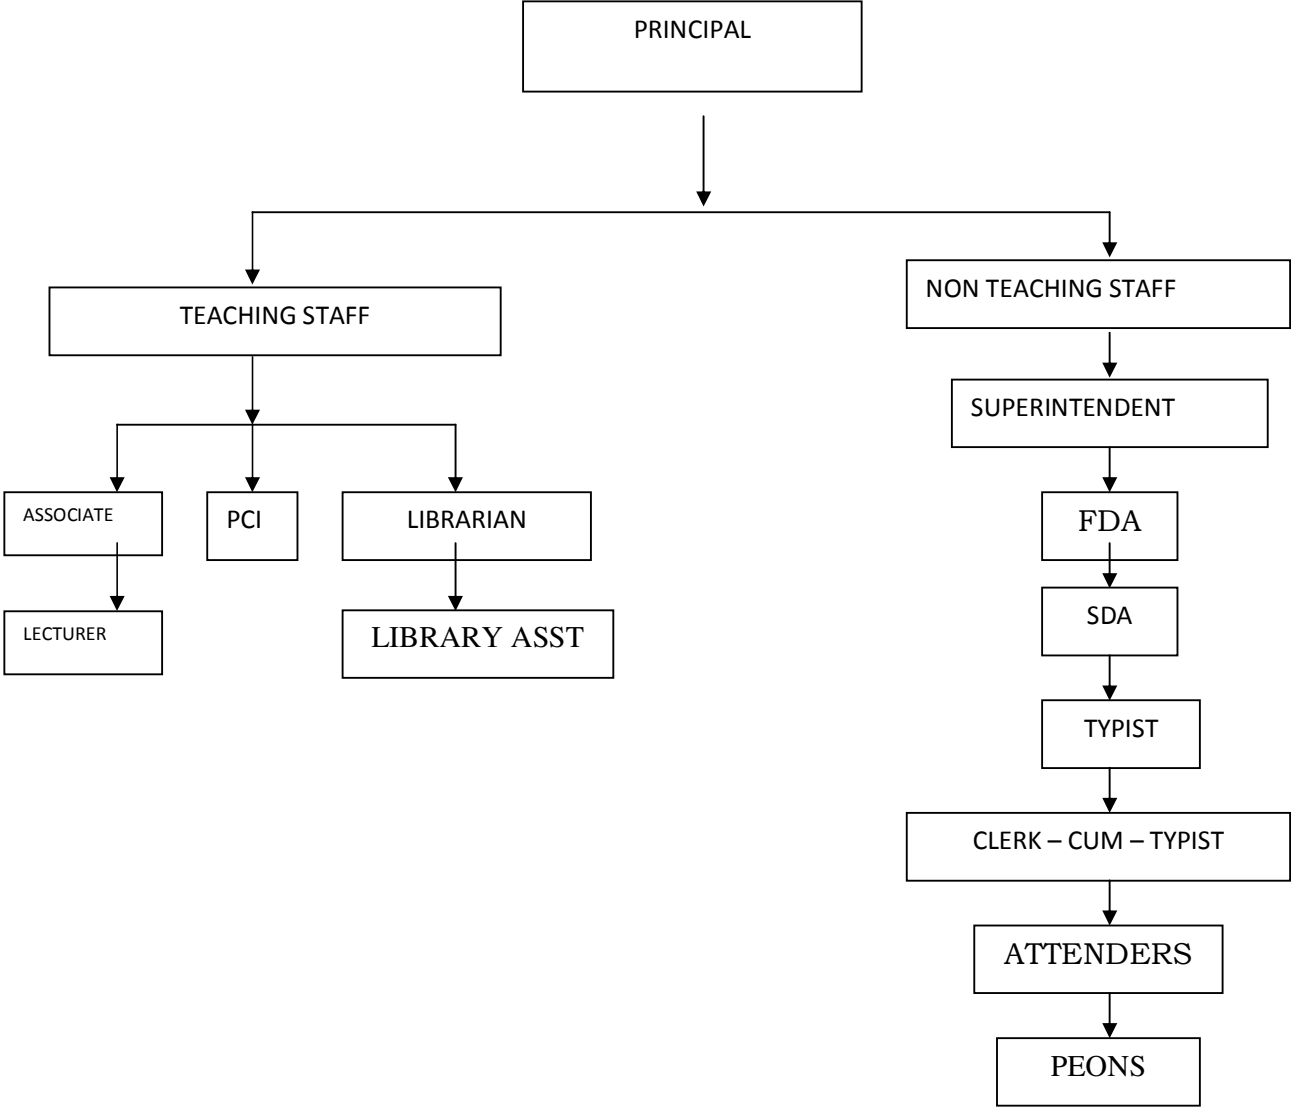 PRINCIPAL
NON TEACHING STAFF
TEACHING STAFF
SUPERINTENDENT
ASSOCIATE
PCI
LIBRARIAN
FDA
LECTURER
LIBRARY ASST
SDA
TYPIST
CLERK – CUM – TYPIST
ATTENDERS
PEONS